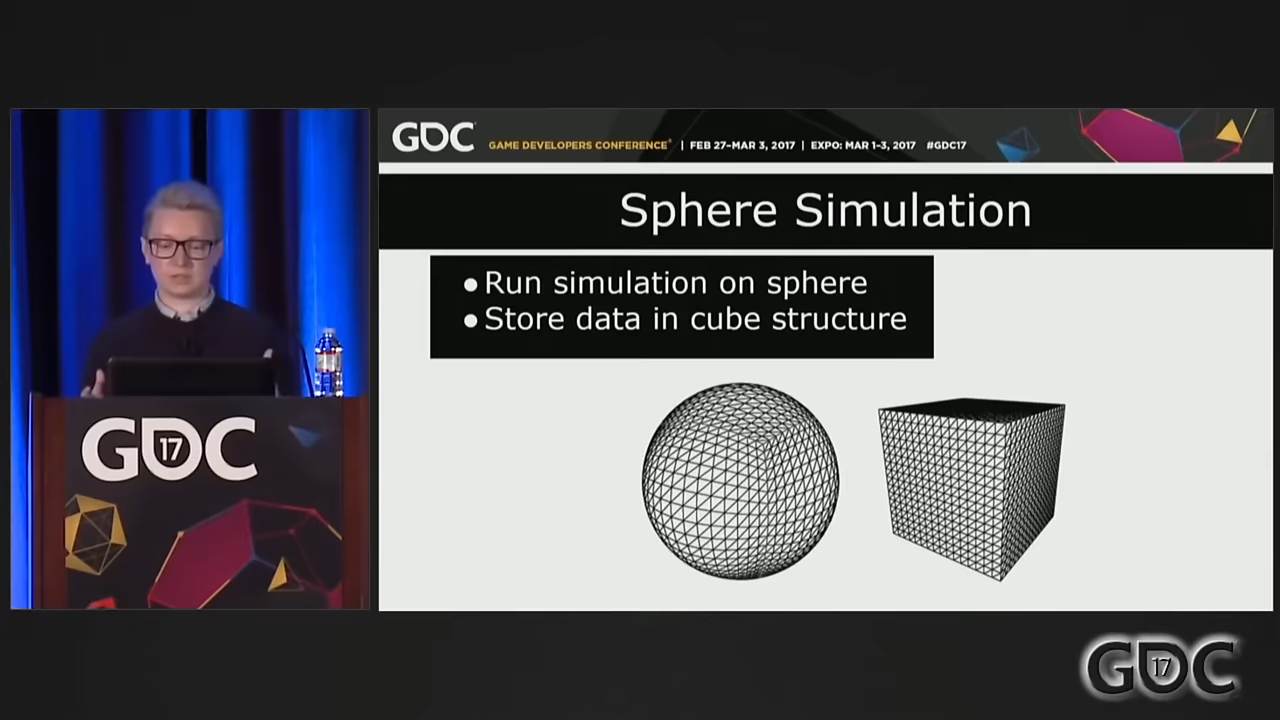 GDC
GAME DEVELOPERS CONFERENCE® | FEB 27–MAR 3, 2017 | EXPO: MAR 1–3, 2017 #GDC17
Sphere Simulation
● Run simulation on sphere
● Store data in cube structure
GDC
17
GDC
17